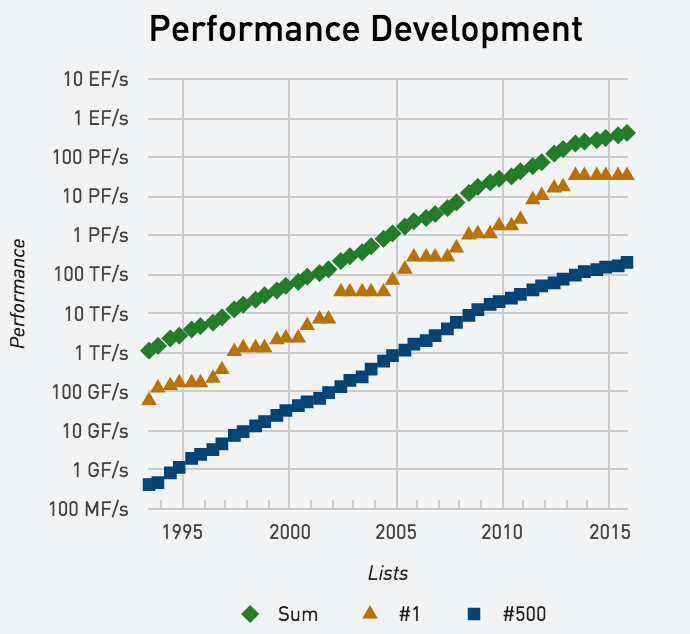 Performance Development
10 EF/s
1 EF/s
100 PF/s
10 PF/s
1 PF/s
100 TF/s
10 TF/s
1 TF/s
100 GF/s
10 GF/s
1 GF/s
100 MF/s
Performance
1995 2000 2005 2010 2015
Lists
Sum #1 #500